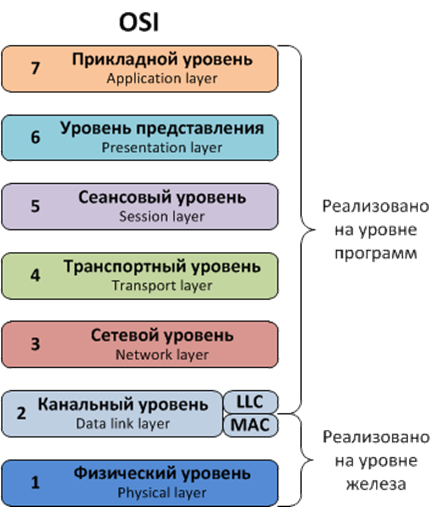 OSI
7 Прикладной уровень
Application layer
6 Уровень представления
Presentation layer
5 Сеансовый уровень
Session layer
4 Транспортный уровень
Transport layer
3 Сетевой уровень
Network layer
2 Канальный уровень
Data link layer
LLC
MAC
1 Физический уровень
Physical layer
Реализовано
на уровне
программ
Реализовано
на уровне
железа